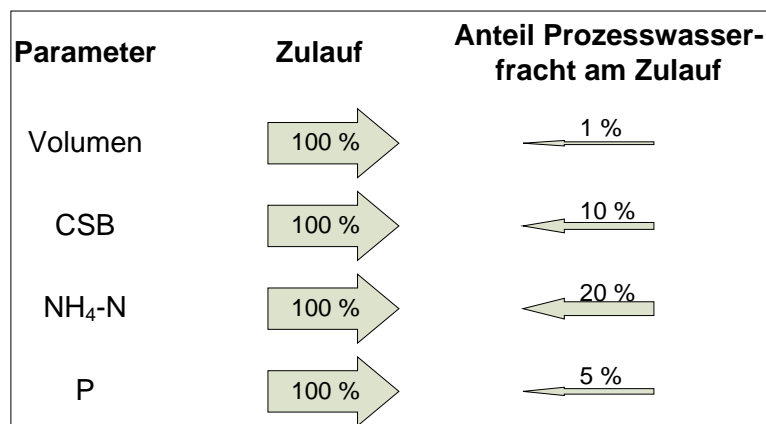 Parameter Zulauf Anteil Prozesswasser-
fracht am Zulauf
Volumen 100 % 1 %
CSB 100 % 10 %
NH₄-N 100 % 20 %
P 100 % 5 %